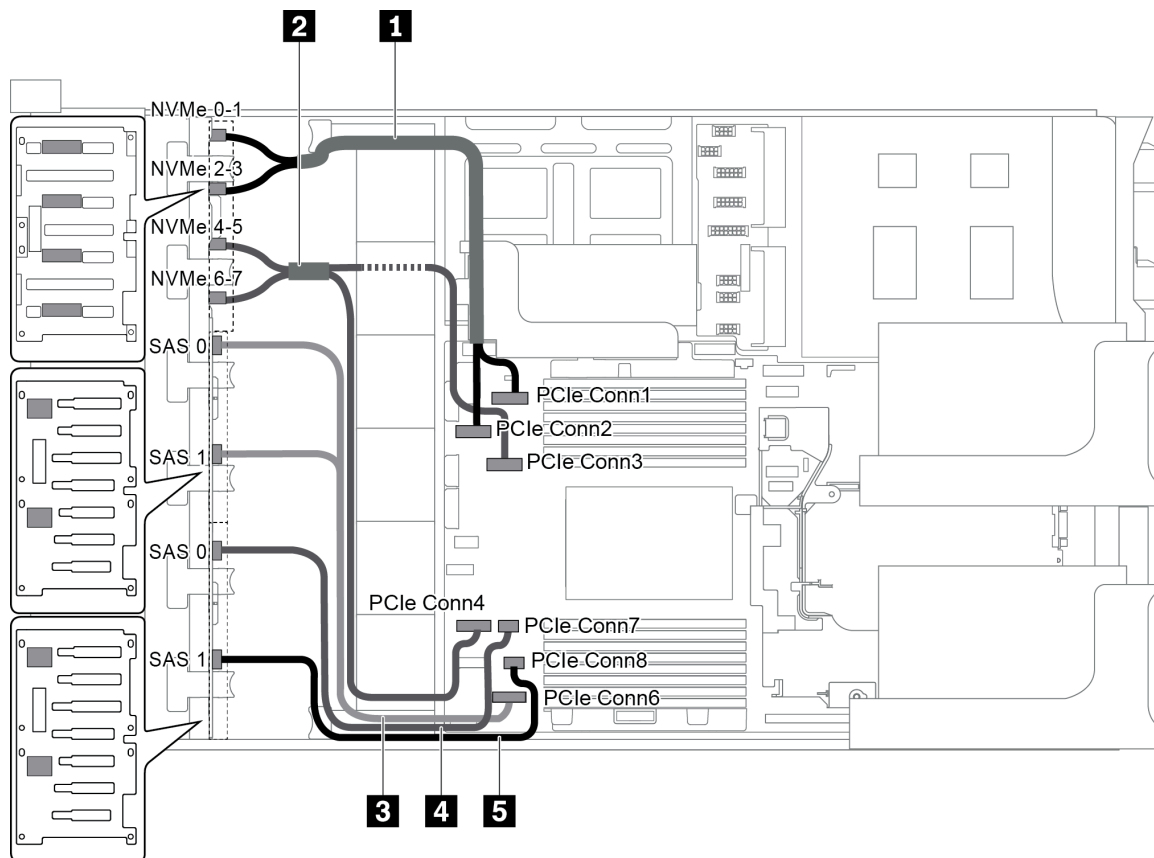 2
1
NVMe 0-1
NVMe 2-3
NVMe 4-5
NVMe 6-7
SAS 0
PCIe Conn1
PCIe Conn2
SAS 1
PCIe Conn3
SAS 0
PCIe Conn4
PCIe Conn7
SAS 1
PCIe Conn8
PCIe Conn6
3
4
5